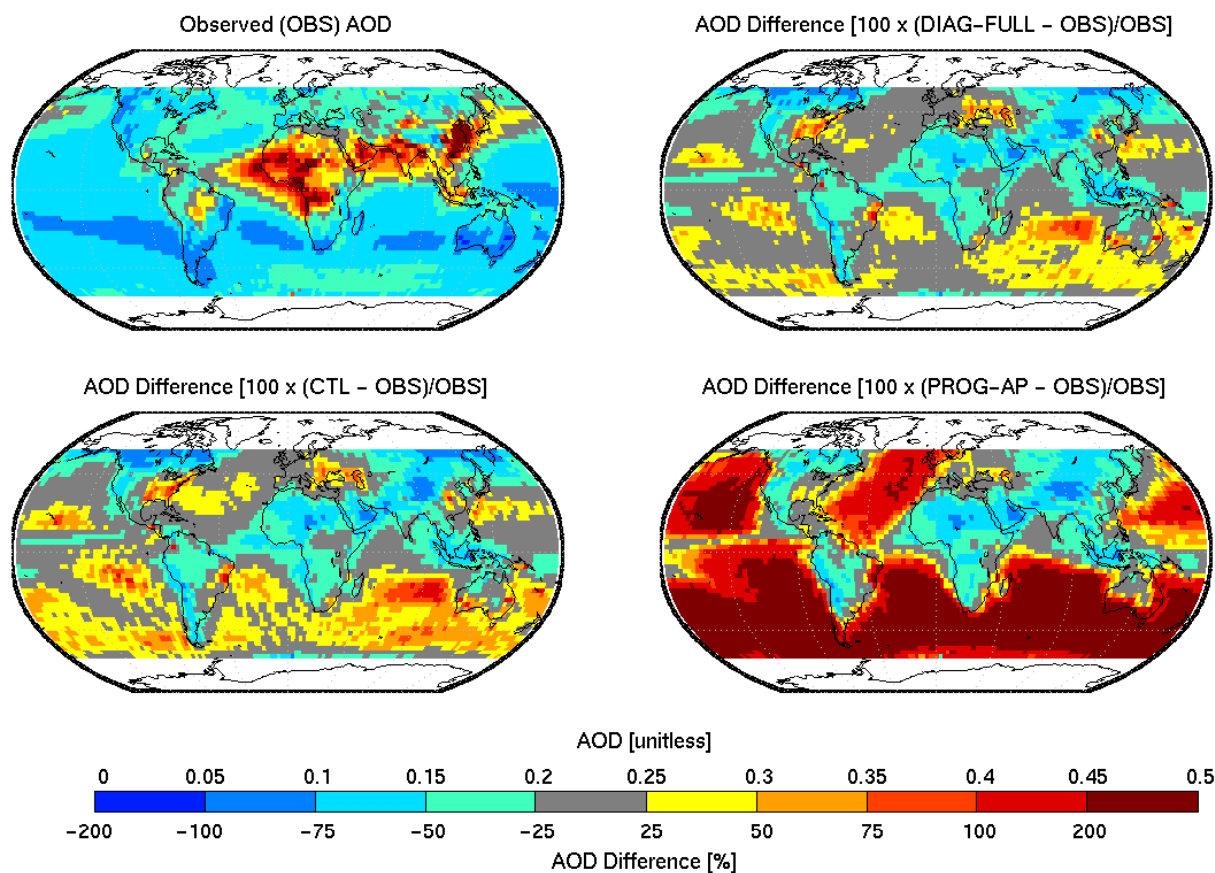 Observed (OBS) AOD
AOD Difference [100 x (DIAG-FULL - OBS)/OBS]
AOD Difference [100 x (CTL - OBS)/OBS]
AOD Difference [100 x (PROG-AP - OBS)/OBS]
AOD [unitless]
0 0.05 0.1 0.15 0.2 0.25 0.3 0.35 0.4 0.45 0.5
-200 -100 -75 -50 -25 25 50 75 100 200
AOD Difference [%]